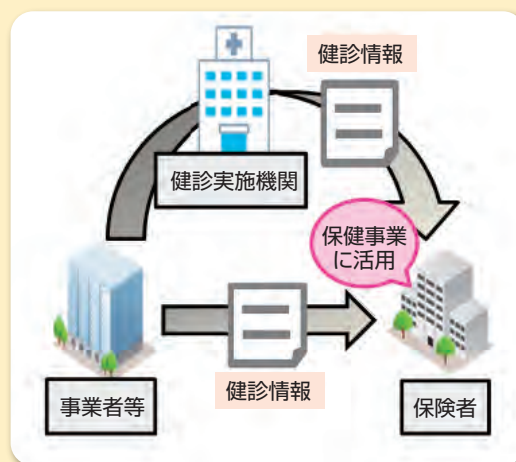 健診情報
健診実施機関
保健事業
に活用
健診情報
事業者等
保険者